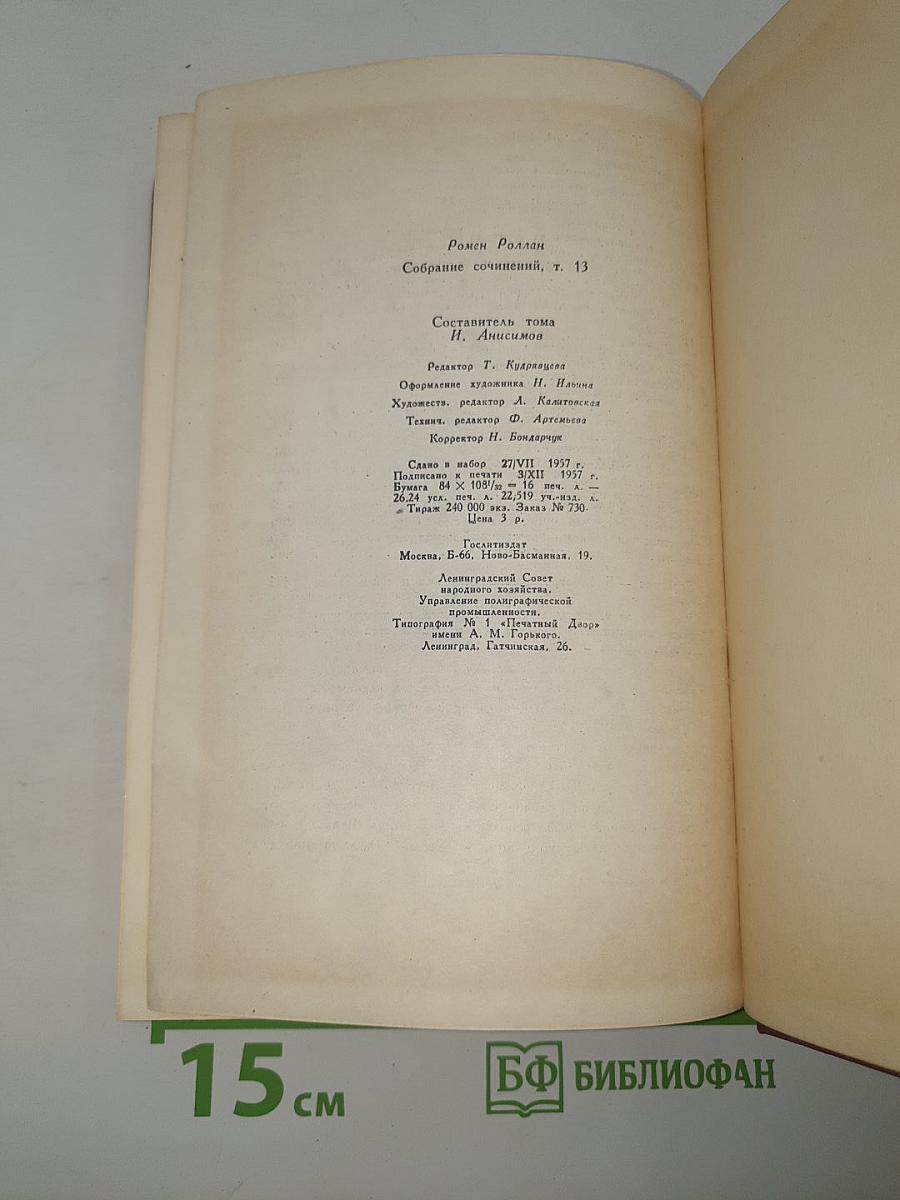 Ромен Роллан
Собрание сочинений, т. 13
Составитель тома
И. Анисимов
Редактор Т. Кудрявцева
Оформление художника Н. Ильина
Художеств. редактор Л. Калитовская
Технич. редактор Ф. Артемьева
Корректор Н. Бондарчук
Сдано в набор 27/VII 1957 г.
Подписано к печати 3/XII 1957 г.
Бумага 84 × 108¹/₃₂ = 16 печ. л. —
26,24 усл. печ. л. 22,519 уч.-изд. л.
Тираж 240 000 экз. Заказ № 730.
Цена 3 р.
Гослитиздат
Москва, Б-66, Ново-Басманная, 19.
Ленинградский Совет
народного хозяйства.
Управление полиграфической
промышленности.
Типография № 1 «Печатный Двор»
имени А. М. Горького.
Ленинград, Гатчинская, 26.
15 см
БФ БИБЛИОФАН